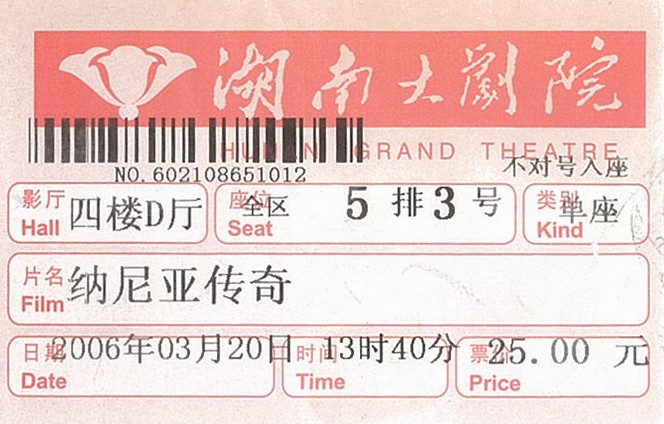 湖南大剧院
HUNAN GRAND THEATRE
NO.602108651012
不对号入座
影厅 Hall 四楼D厅
座位 Seat 全区 5 排 3 号
类别 Kind 单座
片名 Film 纳尼亚传奇
日期 Date 2006年03月20日
时间 Time 13时40分
票价 Price 25.00 元